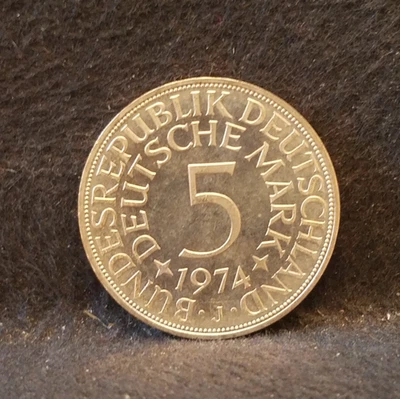 BUNDESREPUBLIK DEUTSCHLAND
DEUTSCHE MARK
5
1974
· J ·